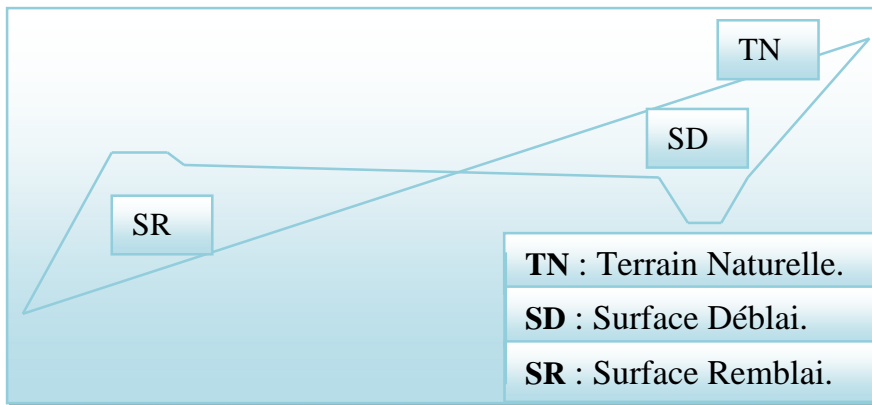 TN
SD
SR
TN : Terrain Naturelle.
SD : Surface Déblai.
SR : Surface Remblai.